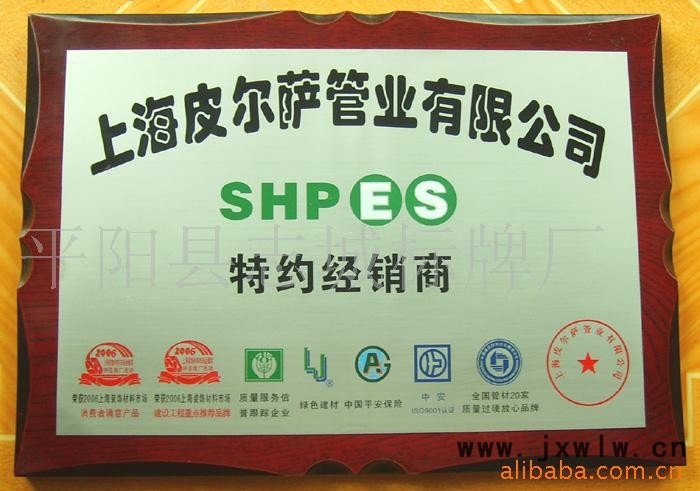 上海皮尔萨管业有限公司
SHPES
平阳县志城标牌厂
特约经销商
2006
2006
荣获2006上海装饰材料市场
消费者满意产品
荣获2006上海装饰材料市场
建设工程重点推荐品牌
质量服务信
誉跟踪企业
绿色建材
中国平安保险
中安
ISO9001认证
全国管材20家
质量过硬放心品牌
上海皮尔萨管业有限公司
www.jxwlw.cn
alibaba.com.cn